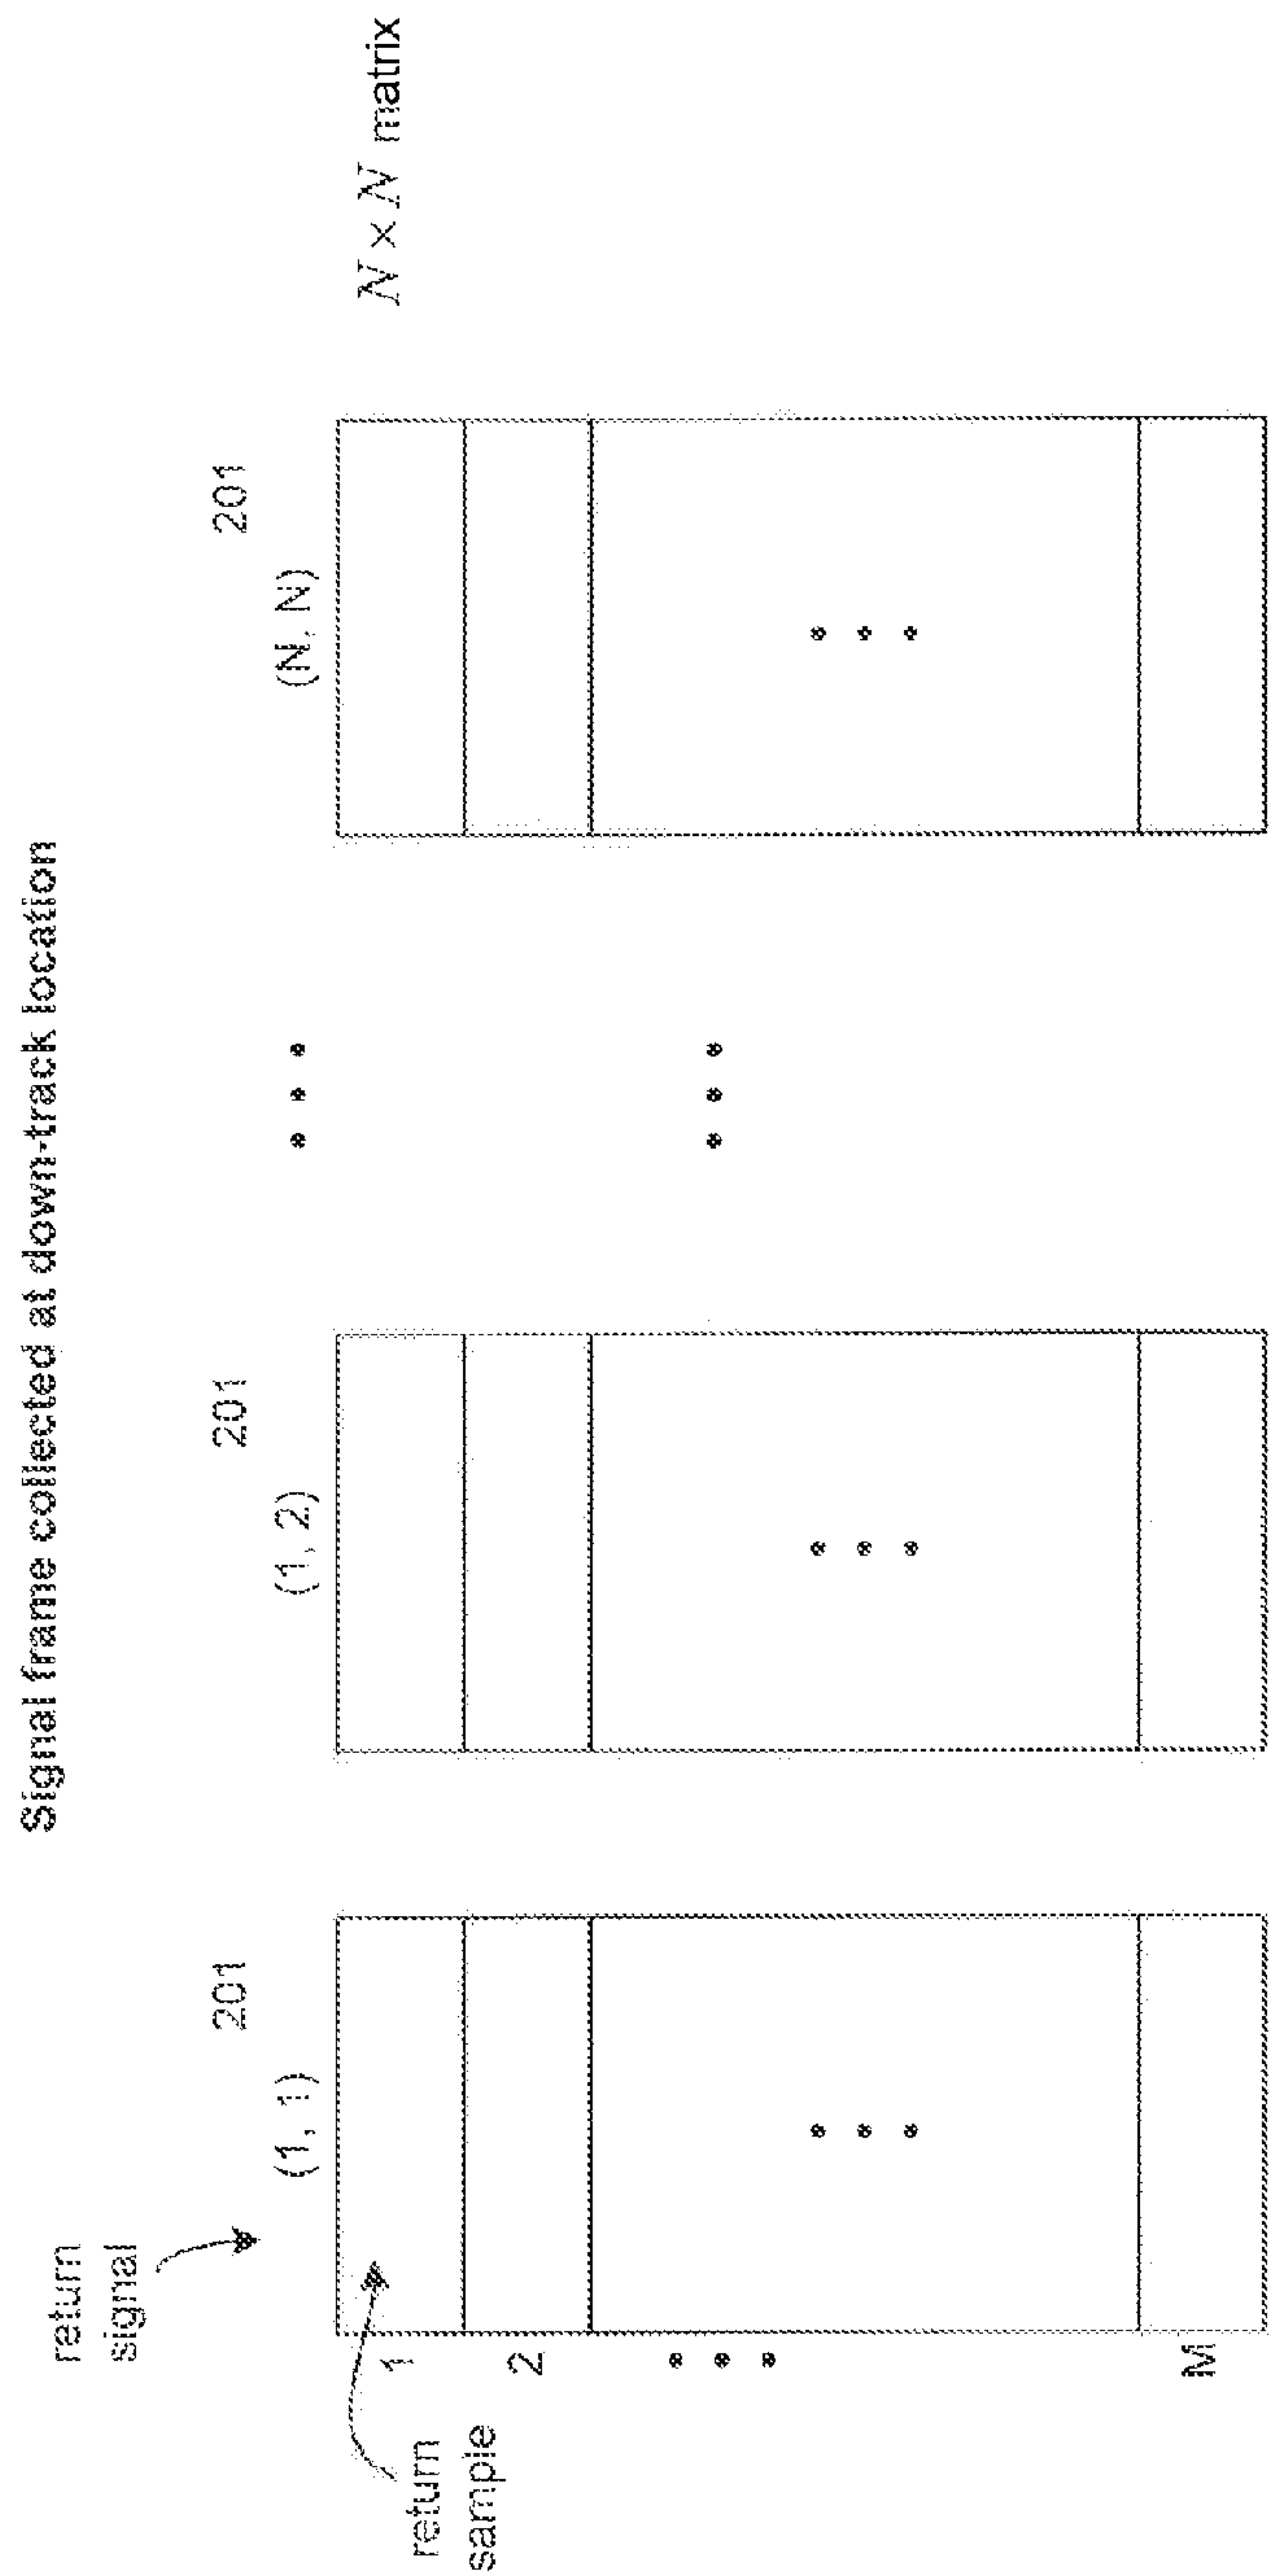 Signal frame collected at down-track location
return
signal
201
201
201
(1, 1)
(1, 2)
(N, N)
return
sample
1
2
M
N × N matrix